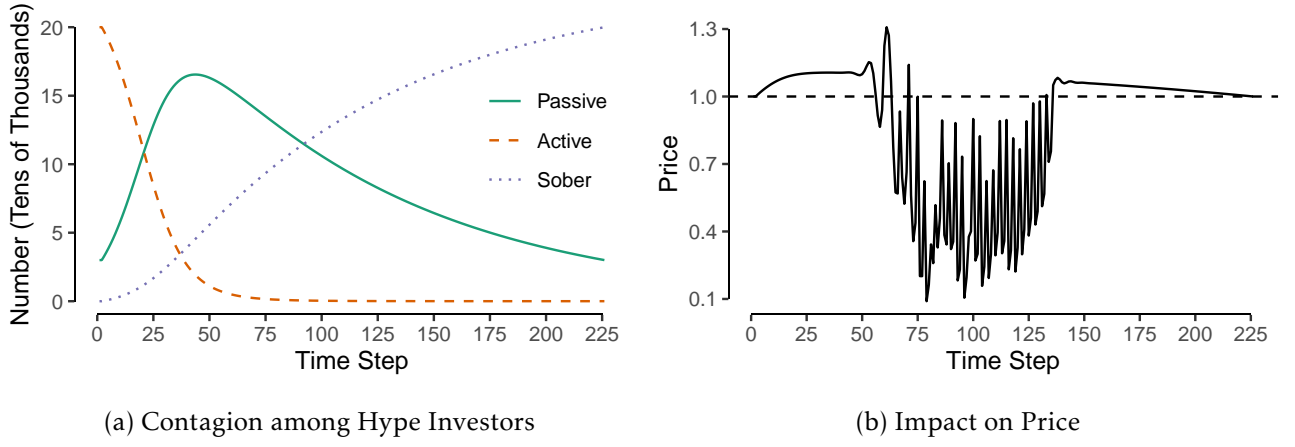 Number (Tens of Thousands)
20
15
10
5
0
Passive
Active
Sober
0 25 50 75 100 125 150 175 200 225
Time Step
(a) Contagion among Hype Investors
Price
1.3
1.0
0.7
0.4
0.1
0 25 50 75 100 125 150 175 200 225
Time Step
(b) Impact on Price